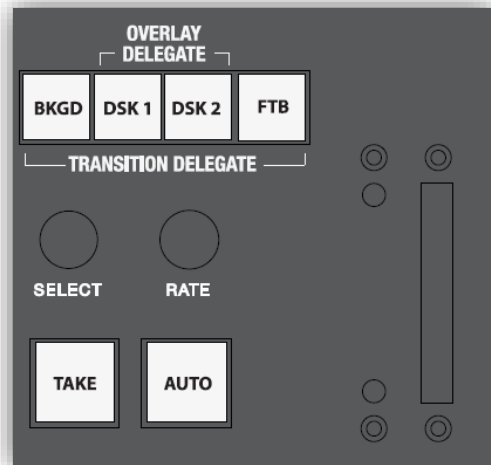 OVERLAY
DELEGATE
BKGD DSK 1 DSK 2 FTB
TRANSITION DELEGATE
SELECT RATE
TAKE AUTO